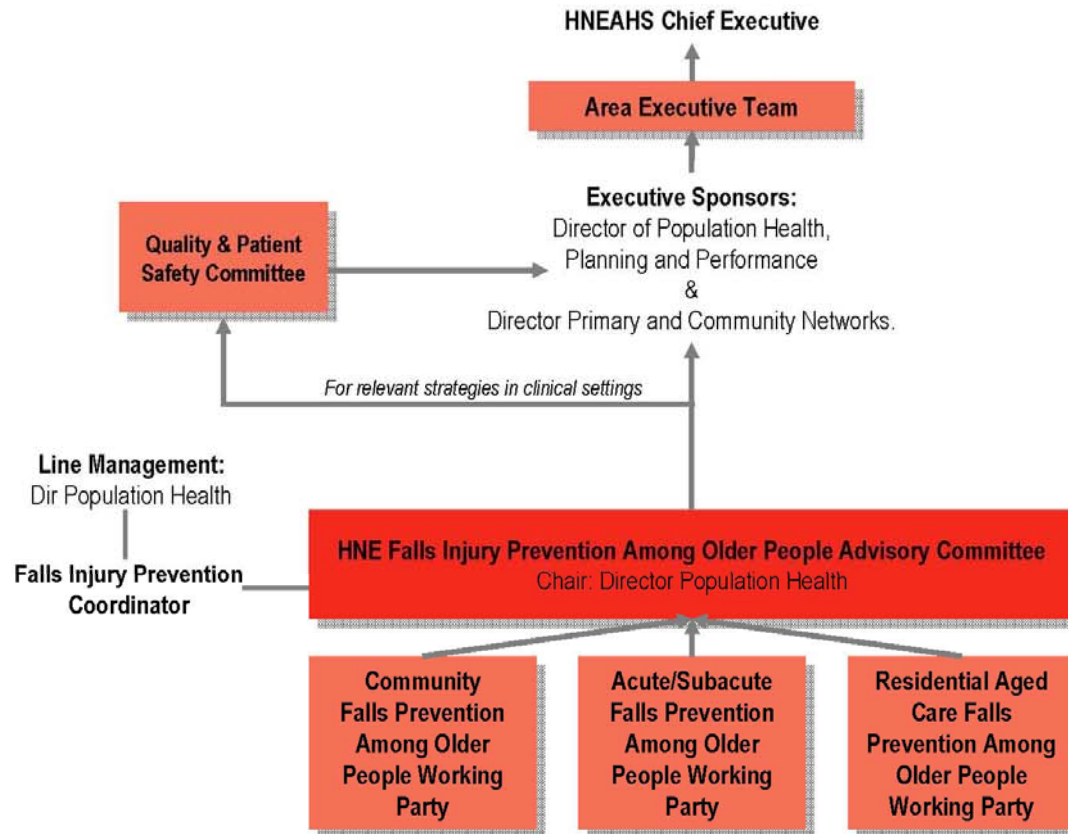 HNEAHS Chief Executive
Area Executive Team
Executive Sponsors:
Director of Population Health,
Planning and Performance
&
Director Primary and Community Networks.
Quality & Patient
Safety Committee
For relevant strategies in clinical settings
Line Management:
Dir Population Health
Falls Injury Prevention
Coordinator
HNE Falls Injury Prevention Among Older People Advisory Committee
Chair: Director Population Health
Community
Falls Prevention
Among Older
People Working
Party
Acute/Subacute
Falls Prevention
Among Older
People Working
Party
Residential Aged
Care Falls
Prevention Among
Older People
Working Party